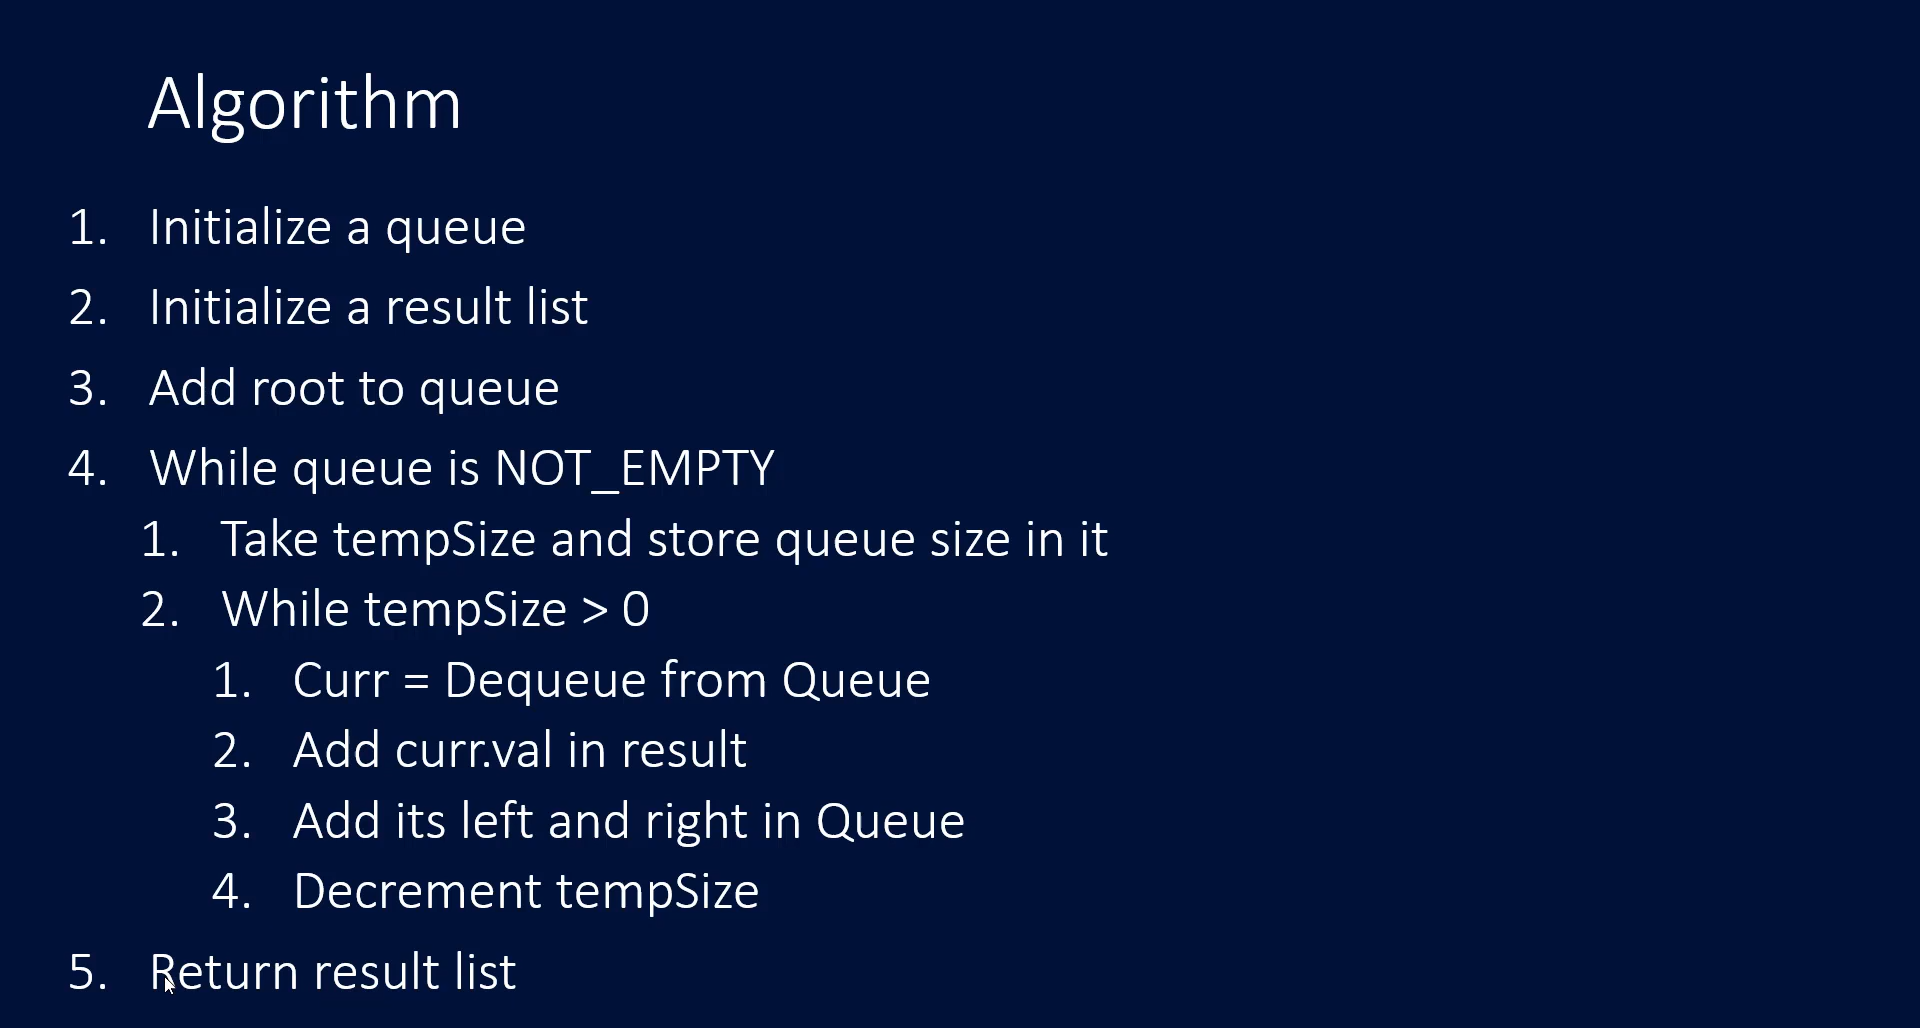 Algorithm
1. Initialize a queue
2. Initialize a result list
3. Add root to queue
4. While queue is NOT_EMPTY
1. Take tempSize and store queue size in it
2. While tempSize > 0
1. Curr = Dequeue from Queue
2. Add curr.val in result
3. Add its left and right in Queue
4. Decrement tempSize
5. Return result list